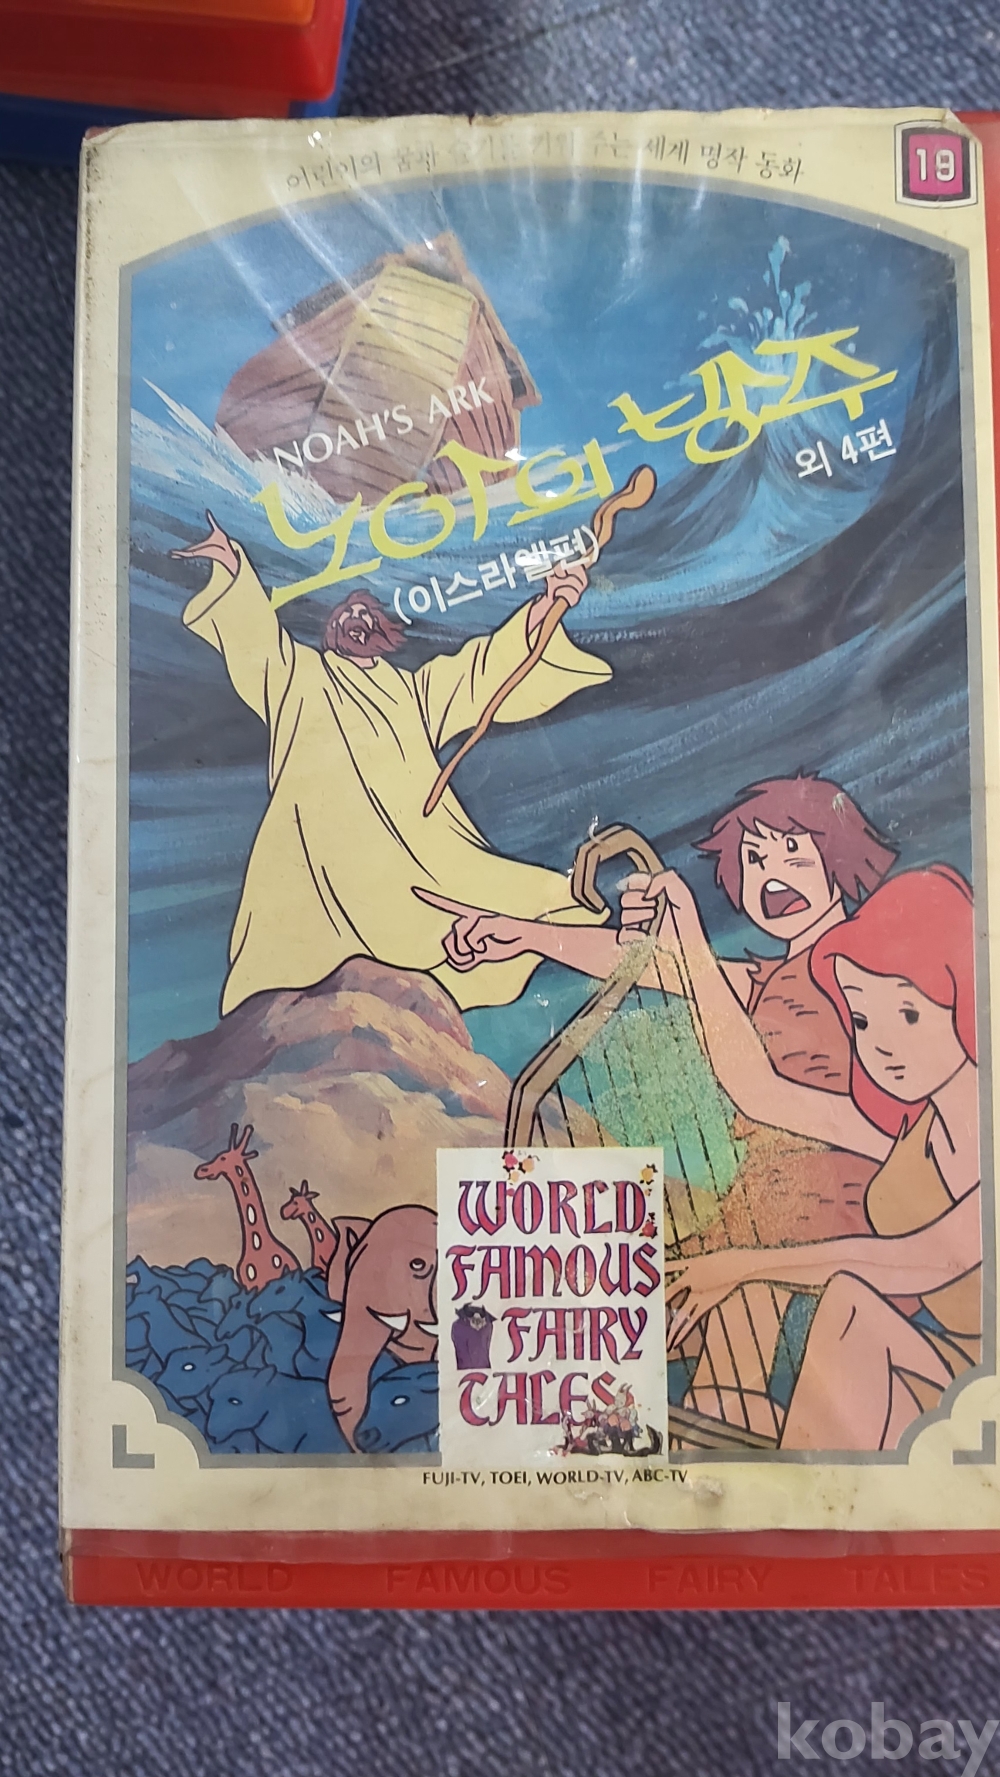 어린이의 꿈과 슬기를 키워 주는 세계 명작 동화
19
NOAH'S ARK
노아의 방주
외 4편
(이스라엘편)
WORLD
FAMOUS
FAIRY
TALES
FUJI-TV, TOEI, WORLD-TV, ABC-TV
WORLD FAMOUS FAIRY TALES
kobay